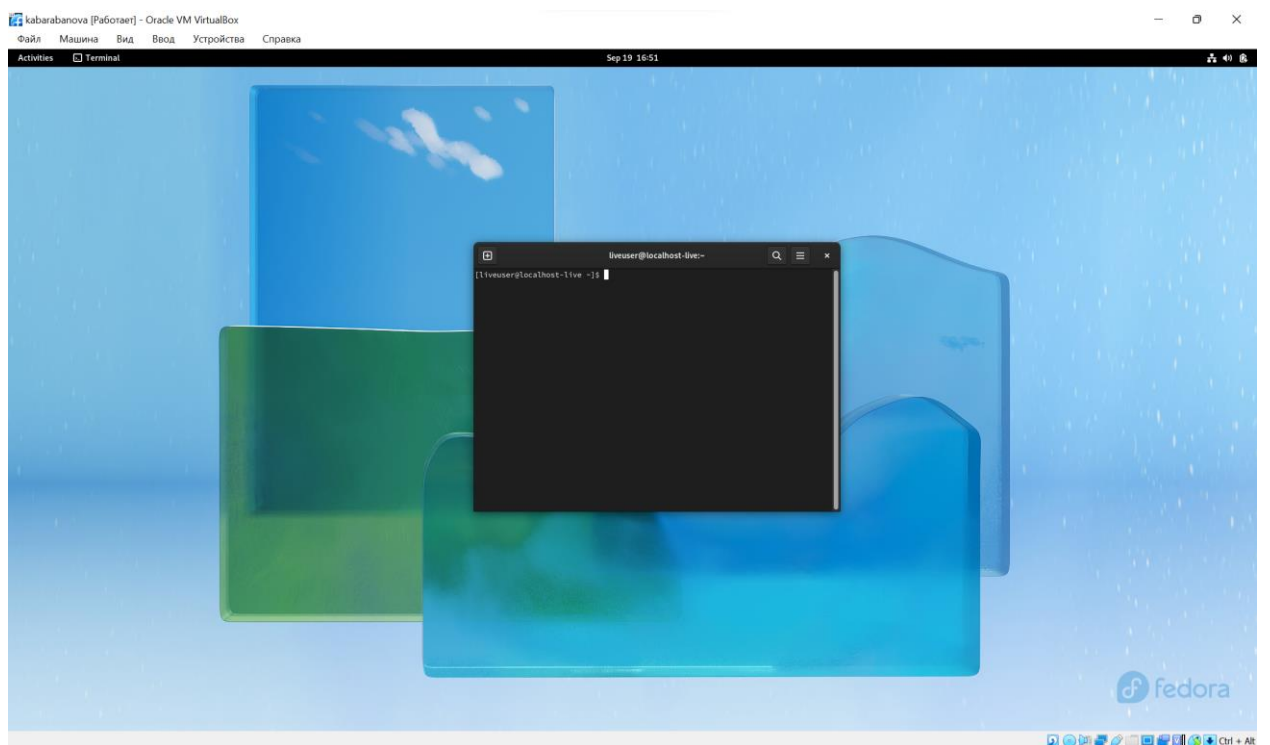 kabarabanova [Работает] - Oracle VM VirtualBox
Файл Машина Вид Ввод Устройства Справка
Activities Terminal Sep 19 16:51
liveuser@localhost-live:~
[liveuser@localhost-live ~]$
fedora
Ctrl + Alt